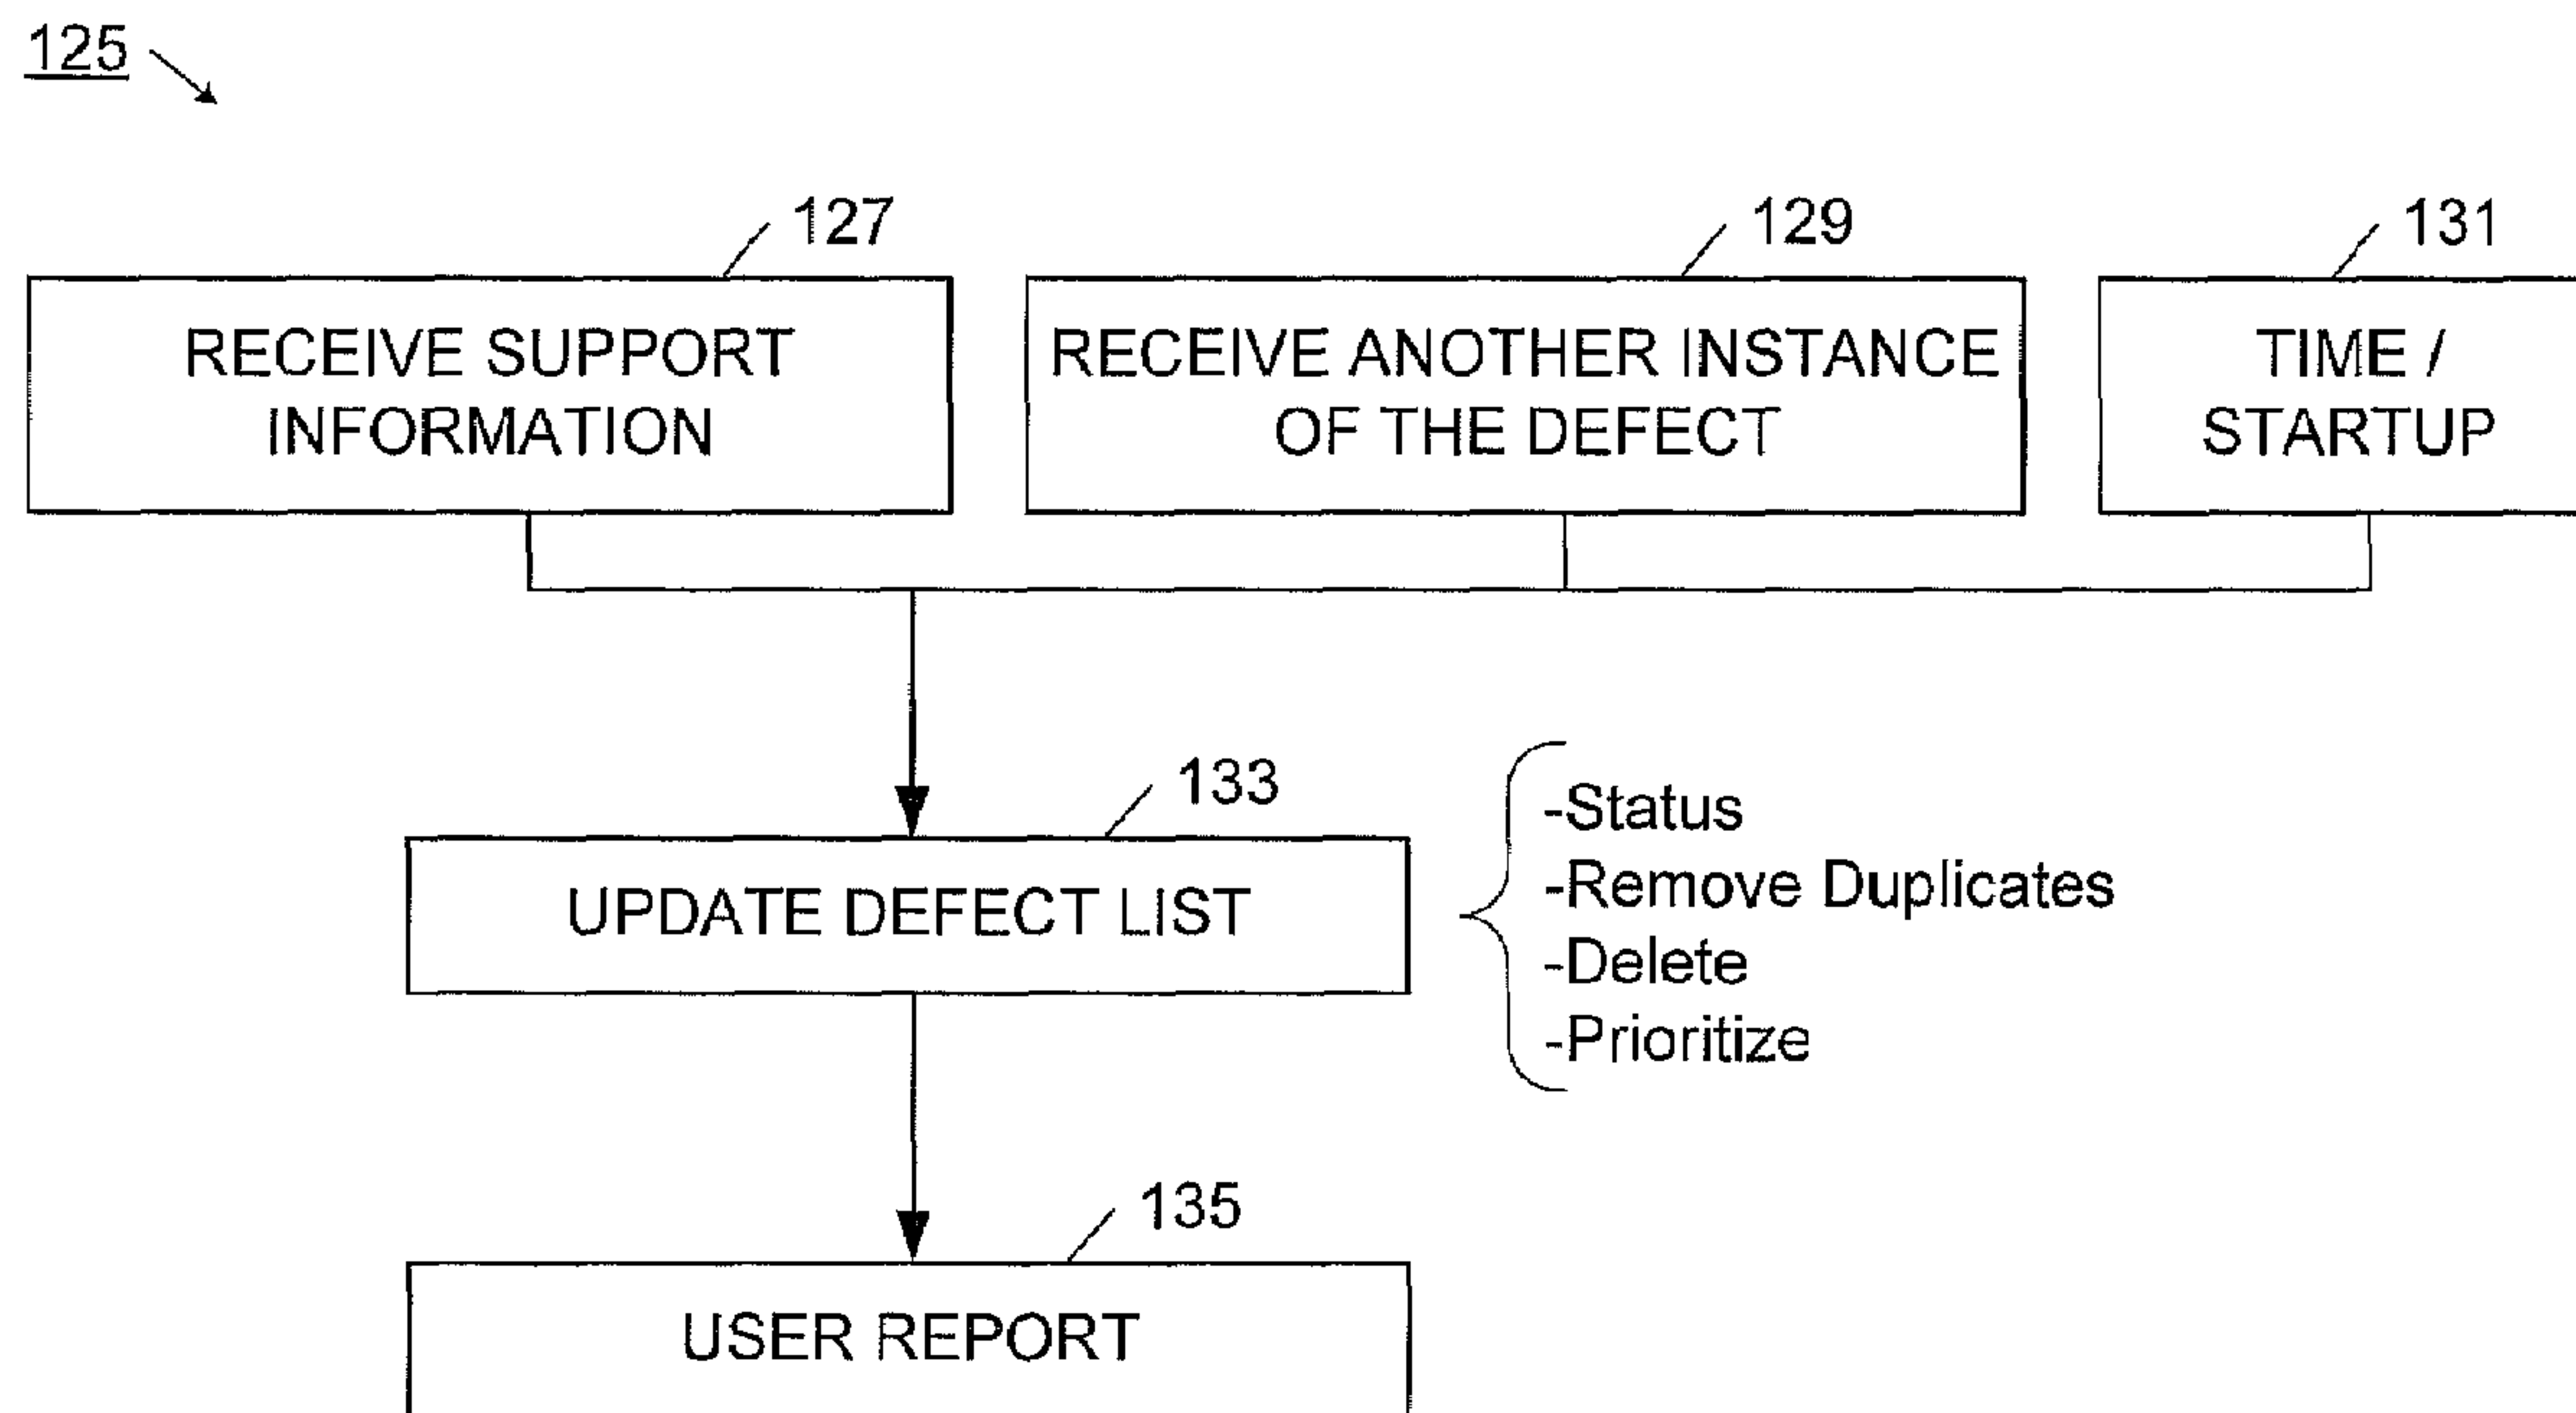 125
127
RECEIVE SUPPORT
INFORMATION
129
RECEIVE ANOTHER INSTANCE
OF THE DEFECT
131
TIME /
STARTUP
133
UPDATE DEFECT LIST
-Status
-Remove Duplicates
-Delete
-Prioritize
135
USER REPORT